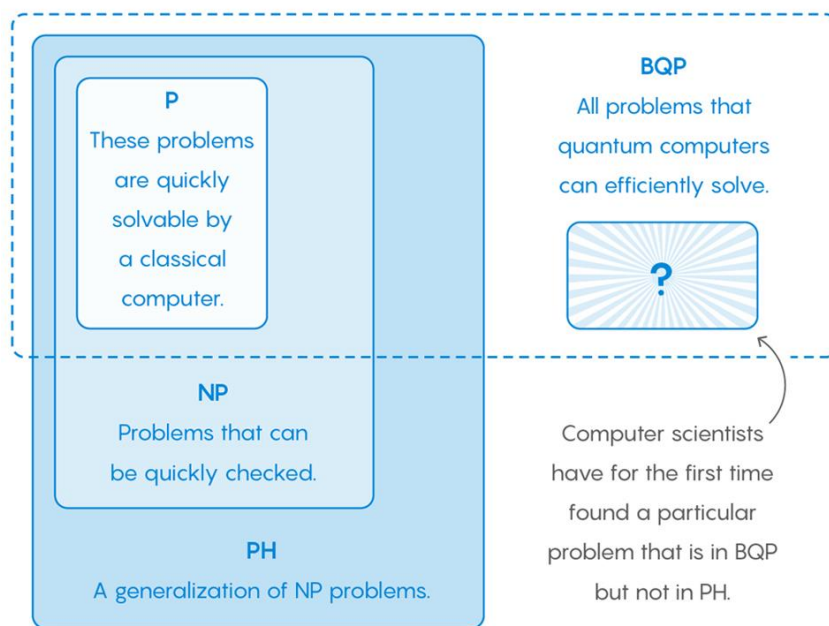 P
These problems
are quickly
solvable by
a classical
computer.
NP
Problems that can
be quickly checked.
PH
A generalization of NP problems.
BQP
All problems that
quantum computers
can efficiently solve.
?
Computer scientists
have for the first time
found a particular
problem that is in BQP
but not in PH.